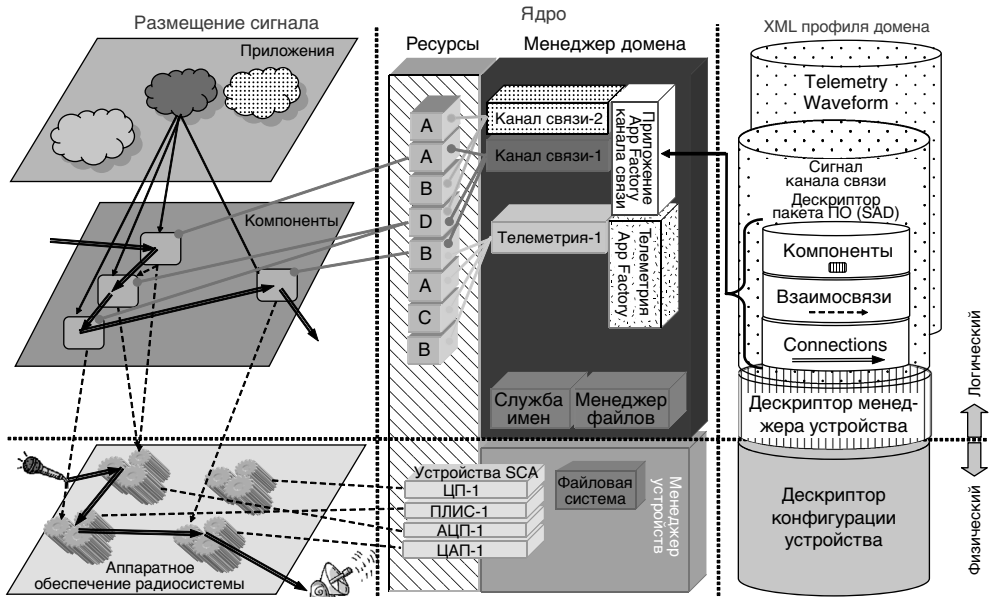 Размещение сигнала
Приложения
Компоненты
Аппаратное
обеспечение радиосистемы
Ядро
Ресурсы
Менеджер домена
A
A
B
D
B
A
C
B
Канал связи-2
Канал связи-1
Телеметрия-1
Приложение
App Factory
канала связи
Телеметрия
App Factory
Служба
имен
Менеджер
файлов
Устройства SCA
ЦП-1
ПЛИС-1
АЦП-1
ЦАП-1
Файловая
система
Менеджер
устройств
XML профиля домена
Telemetry
Waveform
Сигнал
канала связи
Дескриптор
пакета ПО (SAD)
Компоненты
Взаимосвязи
Connections
Дескриптор менед-
жера устройства
Дескриптор
конфигурации
устройства
Логический
Физический